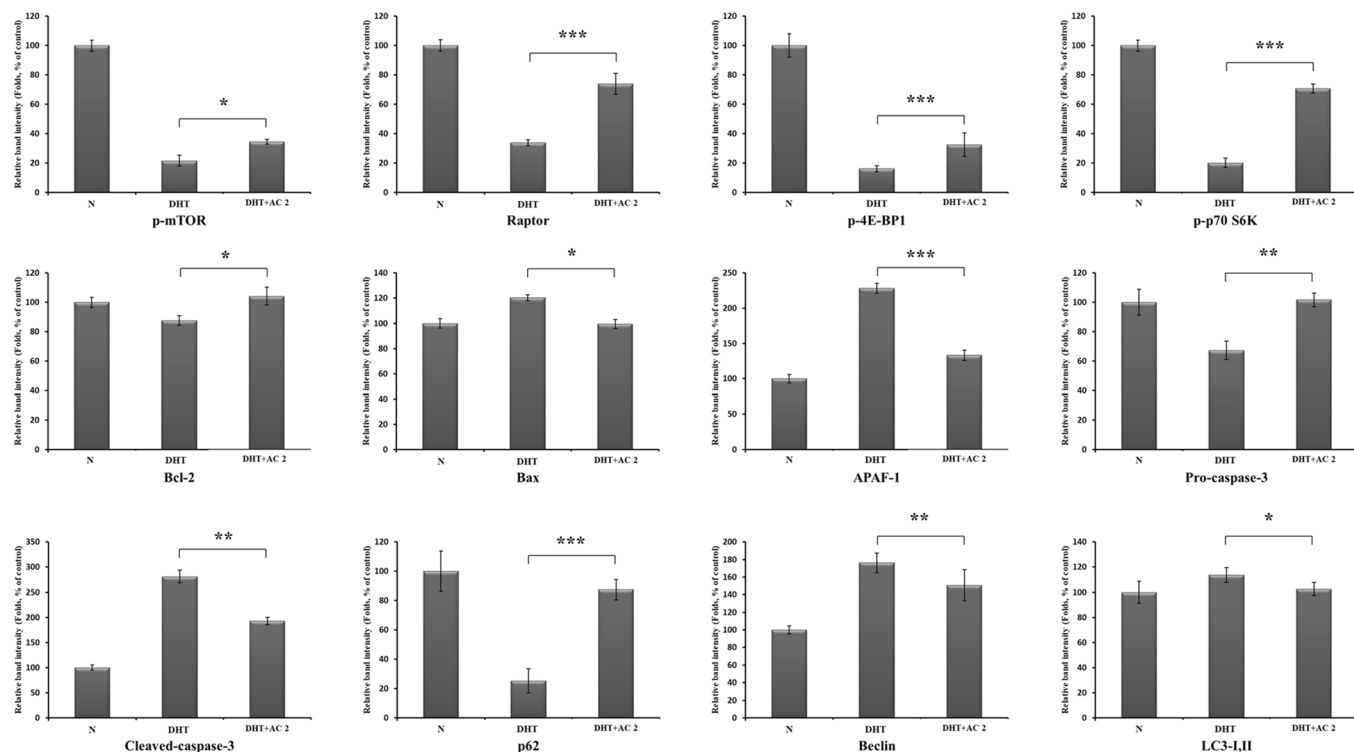 Relative band intensity (Folds, % of control)
120
100
80
60
40
20
0
*
N
DHT
DHT+AC 2
p-mTOR
Relative band intensity (Folds, % of control)
120
100
80
60
40
20
0
***
N
DHT
DHT+AC 2
Raptor
Relative band intensity (Folds, % of control)
120
100
80
60
40
20
0
***
N
DHT
DHT+AC 2
p-4E-BP1
Relative band intensity (Folds, % of control)
120
100
80
60
40
20
0
***
N
DHT
DHT+AC 2
p-p70 S6K
Relative band intensity (Folds, % of control)
120
100
80
60
40
20
0
*
N
DHT
DHT+AC 2
Bcl-2
Relative band intensity (Folds, % of control)
140
120
100
80
60
40
20
0
*
N
DHT
DHT+AC 2
Bax
Relative band intensity (Folds, % of control)
250
200
150
100
50
0
***
N
DHT
DHT+AC 2
APAF-1
Relative band intensity (Folds, % of control)
120
100
80
60
40
20
0
**
N
DHT
DHT+AC 2
Pro-caspase-3
Relative band intensity (Folds, % of control)
350
300
250
200
150
100
50
0
**
N
DHT
DHT+AC 2
Cleaved-caspase-3
Relative band intensity (Folds, % of control)
120
100
80
60
40
20
0
***
N
DHT
DHT+AC 2
p62
Relative band intensity (Folds, % of control)
200
180
160
140
120
100
80
60
40
20
0
**
N
DHT
DHT+AC 2
Beclin
Relative band intensity (Folds, % of control)
140
120
100
80
60
40
20
0
*
N
DHT
DHT+AC 2
LC3-I,II